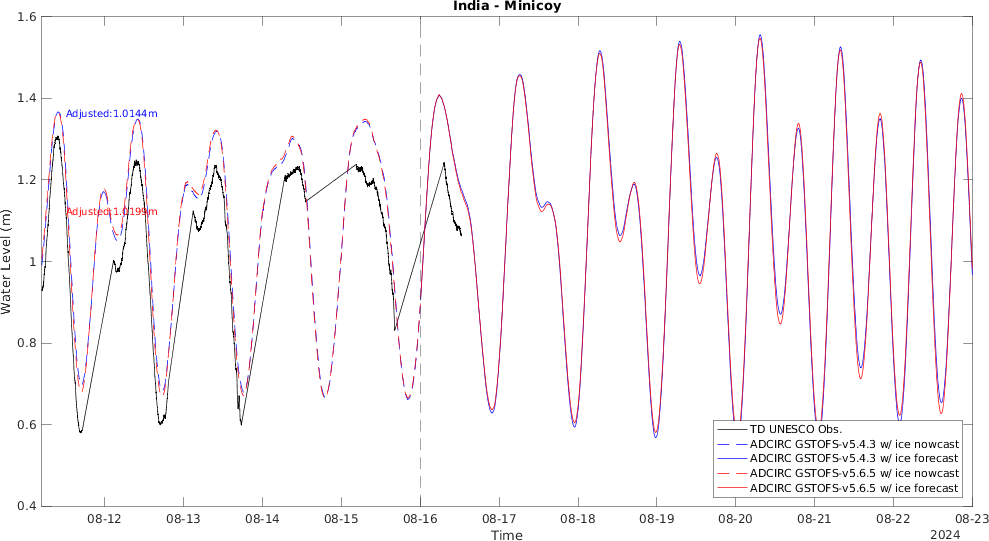 India - Minicoy
1.6
1.4
1.2
1
0.8
0.6
0.4
Water Level (m)
Adjusted:1.0144m
Adjusted:1.0199m
TD UNESCO Obs.
ADCIRC GSTOFS-v5.4.3 w/ ice nowcast
ADCIRC GSTOFS-v5.4.3 w/ ice forecast
ADCIRC GSTOFS-v5.6.5 w/ ice nowcast
ADCIRC GSTOFS-v5.6.5 w/ ice forecast
08-12 08-13 08-14 08-15 08-16 08-17 08-18 08-19 08-20 08-21 08-22 08-23
Time
2024